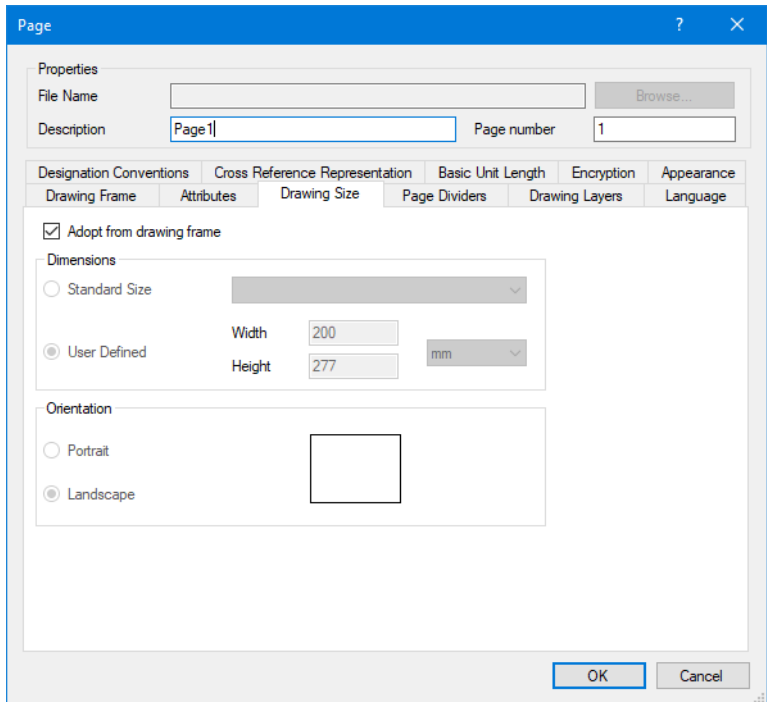 Page ?
Properties
File Name Browse...
Description Page1 Page number 1
Designation Conventions Cross Reference Representation Basic Unit Length Encryption Appearance
Drawing Frame Attributes Drawing Size Page Dividers Drawing Layers Language
Adopt from drawing frame
Dimensions
Standard Size
Width 200
User Defined mm
Height 277
Orientation
Portrait
Landscape
OK Cancel